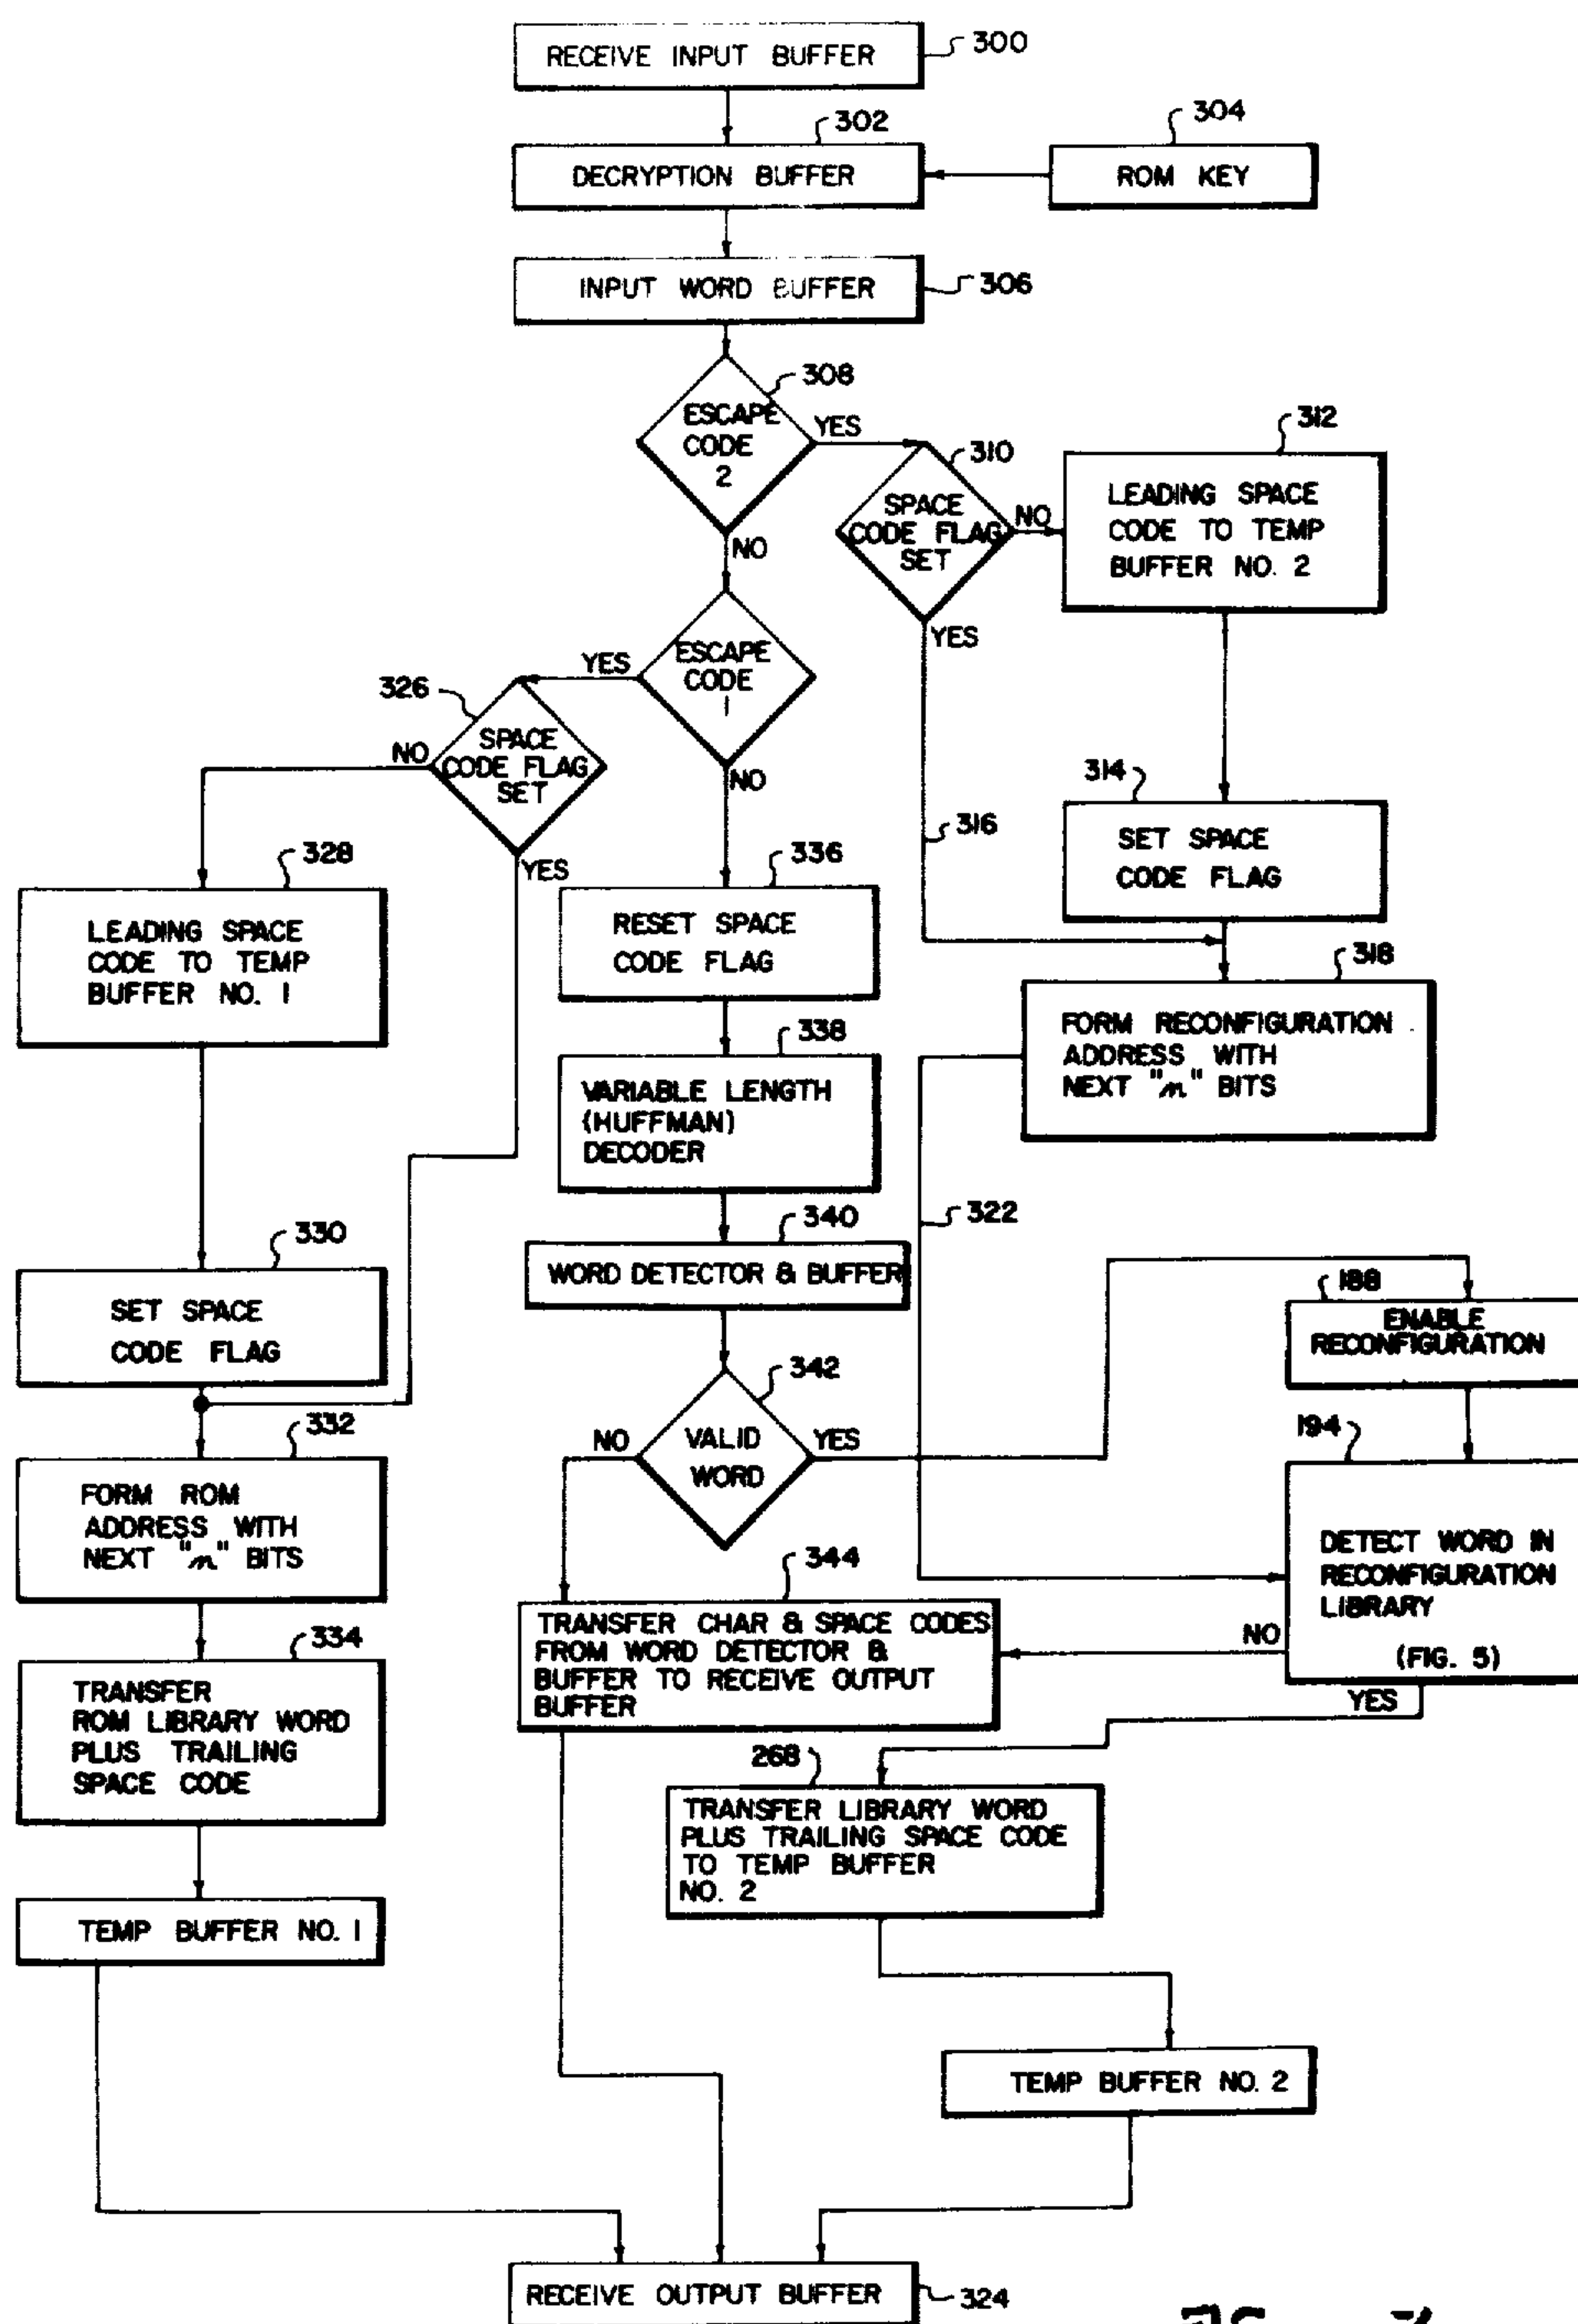 RECEIVE INPUT BUFFER
300
302
DECRYPTION BUFFER
304
ROM KEY
INPUT WORD BUFFER
306
308
ESCAPE
CODE
2
YES
NO
310
SPACE
CODE FLAG
SET
NO
YES
312
LEADING SPACE
CODE TO TEMP
BUFFER NO. 2
ESCAPE
CODE
1
YES
NO
326
SPACE
CODE FLAG
SET
NO
YES
314
SET SPACE
CODE FLAG
316
328
LEADING SPACE
CODE TO TEMP
BUFFER NO. 1
336
RESET SPACE
CODE FLAG
318
FORM RECONFIGURATION
ADDRESS WITH
NEXT "n" BITS
338
VARIABLE LENGTH
(HUFFMAN)
DECODER
322
330
SET SPACE
CODE FLAG
340
WORD DETECTOR & BUFFER
188
ENABLE
RECONFIGURATION
342
VALID
WORD
NO
YES
332
FORM ROM
ADDRESS WITH
NEXT "n" BITS
194
DETECT WORD IN
RECONFIGURATION
LIBRARY
(FIG. 5)
NO
YES
344
TRANSFER CHAR & SPACE CODES
FROM WORD DETECTOR &
BUFFER TO RECEIVE OUTPUT
BUFFER
334
TRANSFER
ROM LIBRARY WORD
PLUS TRAILING
SPACE CODE
268
TRANSFER LIBRARY WORD
PLUS TRAILING SPACE CODE
TO TEMP BUFFER
NO. 2
TEMP BUFFER NO. 1
TEMP BUFFER NO. 2
RECEIVE OUTPUT BUFFER
324